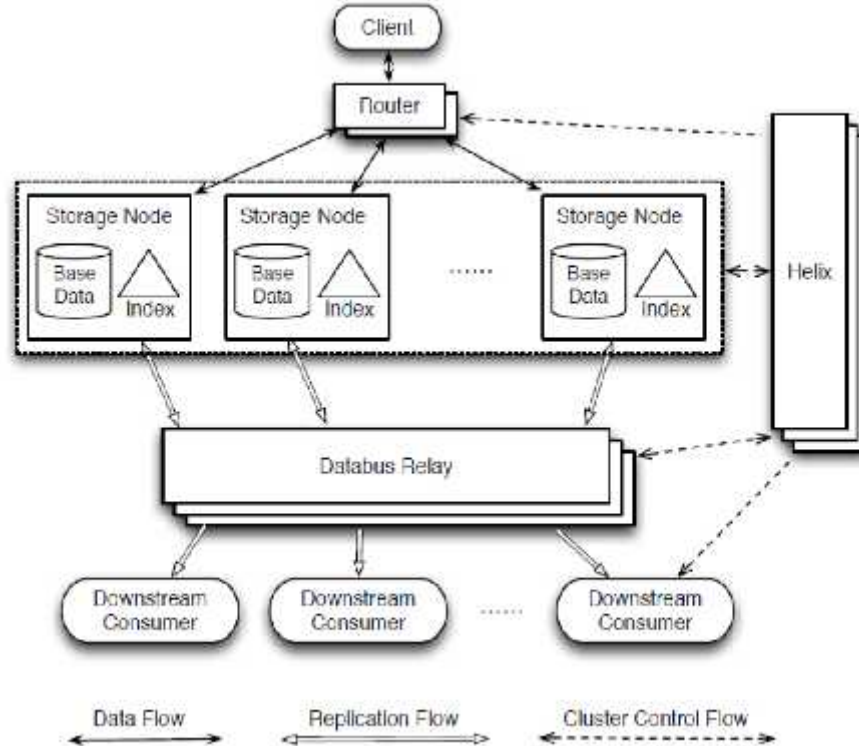 Client
Router
Storage Node
Base
Data
Index
Storage Node
Base
Data
Index
......
Storage Node
Base
Data
Index
Helix
Databus Relay
Downstream
Consumer
Downstream
Consumer
......
Downstream
Consumer
Data Flow
Replication Flow
Cluster Control Flow